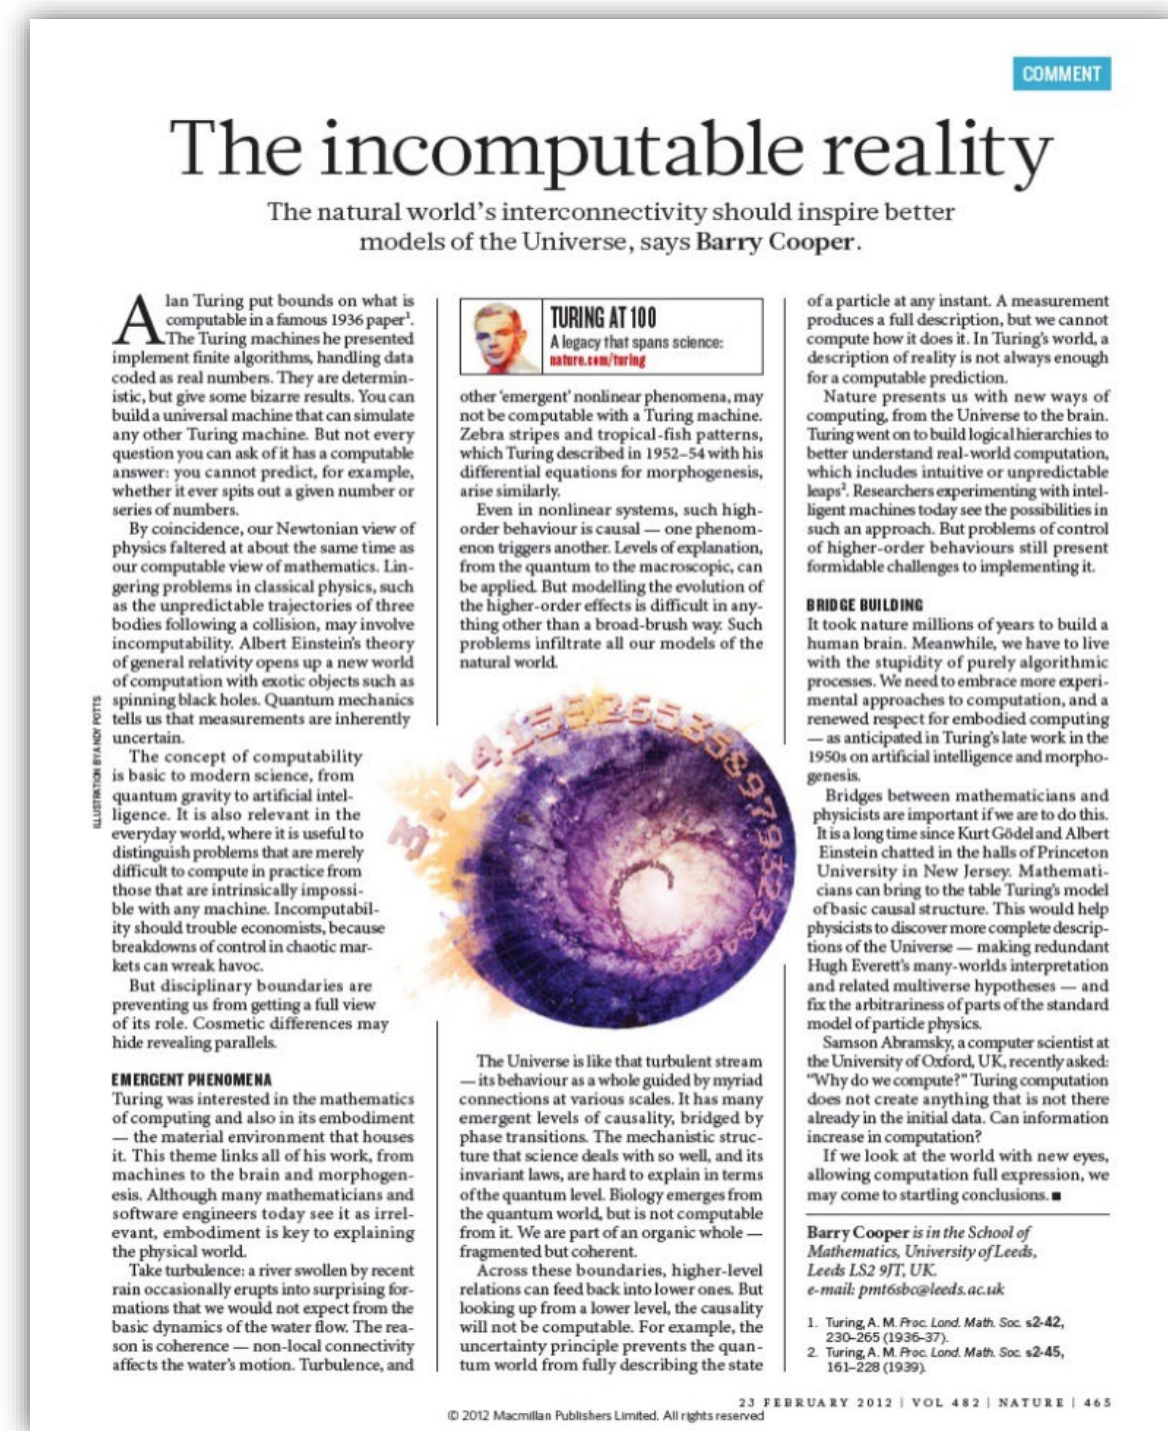 COMMENT
The incomputable reality
The natural world's interconnectivity should inspire better
models of the Universe, says Barry Cooper.
Alan Turing put bounds on what is
computable in a famous 1936 paper¹.
The Turing machines he presented
implement finite algorithms, handling data
coded as real numbers. They are determin-
istic, but give some bizarre results. You can
build a universal machine that can simulate
any other Turing machine. But not every
question you can ask of it has a computable
answer: you cannot predict, for example,
whether it ever spits out a given number or
series of numbers.
By coincidence, our Newtonian view of
physics faltered at about the same time as
our computable view of mathematics. Lin-
gering problems in classical physics, such
as the unpredictable trajectories of three
bodies following a collision, may involve
incomputability. Albert Einstein's theory
of general relativity opens up a new world
of computation with exotic objects such as
spinning black holes. Quantum mechanics
tells us that measurements are inherently
uncertain.
The concept of computability
is basic to modern science, from
quantum gravity to artificial intel-
ligence. It is also relevant in the
everyday world, where it is useful to
distinguish problems that are merely
difficult to compute in practice from
those that are intrinsically impossi-
ble with any machine. Incomputabil-
ity should trouble economists, because
breakdowns of control in chaotic mar-
kets can wreak havoc.
But disciplinary boundaries are
preventing us from getting a full view
of its role. Cosmetic differences may
hide revealing parallels.
EMERGENT PHENOMENA
Turing was interested in the mathematics
of computing and also in its embodiment
— the material environment that houses
it. This theme links all of his work, from
machines to the brain and morphogen-
esis. Although many mathematicians and
software engineers today see it as irrel-
evant, embodiment is key to explaining
the physical world.
Take turbulence: a river swollen by recent
rain occasionally erupts into surprising for-
mations that we would not expect from the
basic dynamics of the water flow. The rea-
son is coherence — non-local connectivity
affects the water's motion. Turbulence, and
ILLUSTRATION BY ANDY POTTS
TURING AT 100
A legacy that spans science:
nature.com/turing
other 'emergent' nonlinear phenomena, may
not be computable with a Turing machine.
Zebra stripes and tropical-fish patterns,
which Turing described in 1952–54 with his
differential equations for morphogenesis,
arise similarly.
Even in nonlinear systems, such high-
order behaviour is causal — one phenom-
enon triggers another. Levels of explanation,
from the quantum to the macroscopic, can
be applied. But modelling the evolution of
the higher-order effects is difficult in any-
thing other than a broad-brush way. Such
problems infiltrate all our models of the
natural world.
3.1415926535897932384626
The Universe is like that turbulent stream
— its behaviour as a whole guided by myriad
connections at various scales. It has many
emergent levels of causality, bridged by
phase transitions. The mechanistic struc-
ture that science deals with so well, and its
invariant laws, are hard to explain in terms
of the quantum level. Biology emerges from
the quantum world, but is not computable
from it. We are part of an organic whole —
fragmented but coherent.
Across these boundaries, higher-level
relations can feed back into lower ones. But
looking up from a lower level, the causality
will not be computable. For example, the
uncertainty principle prevents the quan-
tum world from fully describing the state
of a particle at any instant. A measurement
produces a full description, but we cannot
compute how it does it. In Turing's world, a
description of reality is not always enough
for a computable prediction.
Nature presents us with new ways of
computing, from the Universe to the brain.
Turing went on to build logical hierarchies to
better understand real-world computation,
which includes intuitive or unpredictable
leaps². Researchers experimenting with intel-
ligent machines today see the possibilities in
such an approach. But problems of control
of higher-order behaviours still present
formidable challenges to implementing it.
BRIDGE BUILDING
It took nature millions of years to build a
human brain. Meanwhile, we have to live
with the stupidity of purely algorithmic
processes. We need to embrace more experi-
mental approaches to computation, and a
renewed respect for embodied computing
— as anticipated in Turing's late work in the
1950s on artificial intelligence and morpho-
genesis.
Bridges between mathematicians and
physicists are important if we are to do this.
It is a long time since Kurt Gödel and Albert
Einstein chatted in the halls of Princeton
University in New Jersey. Mathemati-
cians can bring to the table Turing's model
of basic causal structure. This would help
physicists to discover more complete descrip-
tions of the Universe — making redundant
Hugh Everett's many-worlds interpretation
and related multiverse hypotheses — and
fix the arbitrariness of parts of the standard
model of particle physics.
Samson Abramsky, a computer scientist at
the University of Oxford, UK, recently asked:
"Why do we compute?" Turing computation
does not create anything that is not there
already in the initial data. Can information
increase in computation?
If we look at the world with new eyes,
allowing computation full expression, we
may come to startling conclusions. ■
Barry Cooper is in the School of
Mathematics, University of Leeds,
Leeds LS2 9JT, UK.
e-mail: pmt6sbc@leeds.ac.uk
1. Turing, A. M. Proc. Lond. Math. Soc. s2-42,
230–265 (1936–37).
2. Turing, A. M. Proc. Lond. Math. Soc. s2-45,
161–228 (1939).
23 FEBRUARY 2012 | VOL 482 | NATURE | 465
© 2012 Macmillan Publishers Limited. All rights reserved